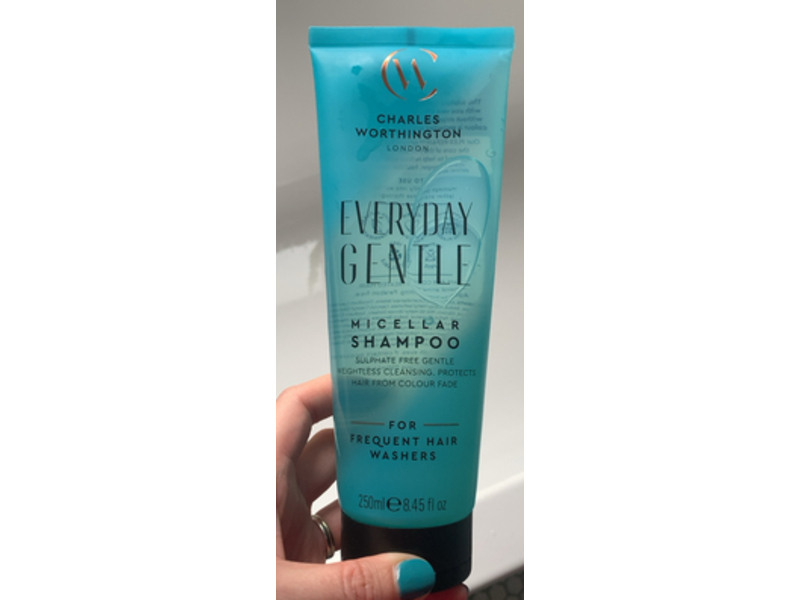 CHARLES
WORTHINGTON
LONDON
EVERYDAY
GENTLE
MICELLAR
SHAMPOO
SULPHATE FREE GENTLE
WEIGHTLESS CLEANSING, PROTECTS
HAIR FROM COLOUR FADE
FOR
FREQUENT HAIR
WASHERS
250ml℮8.45 fl oz